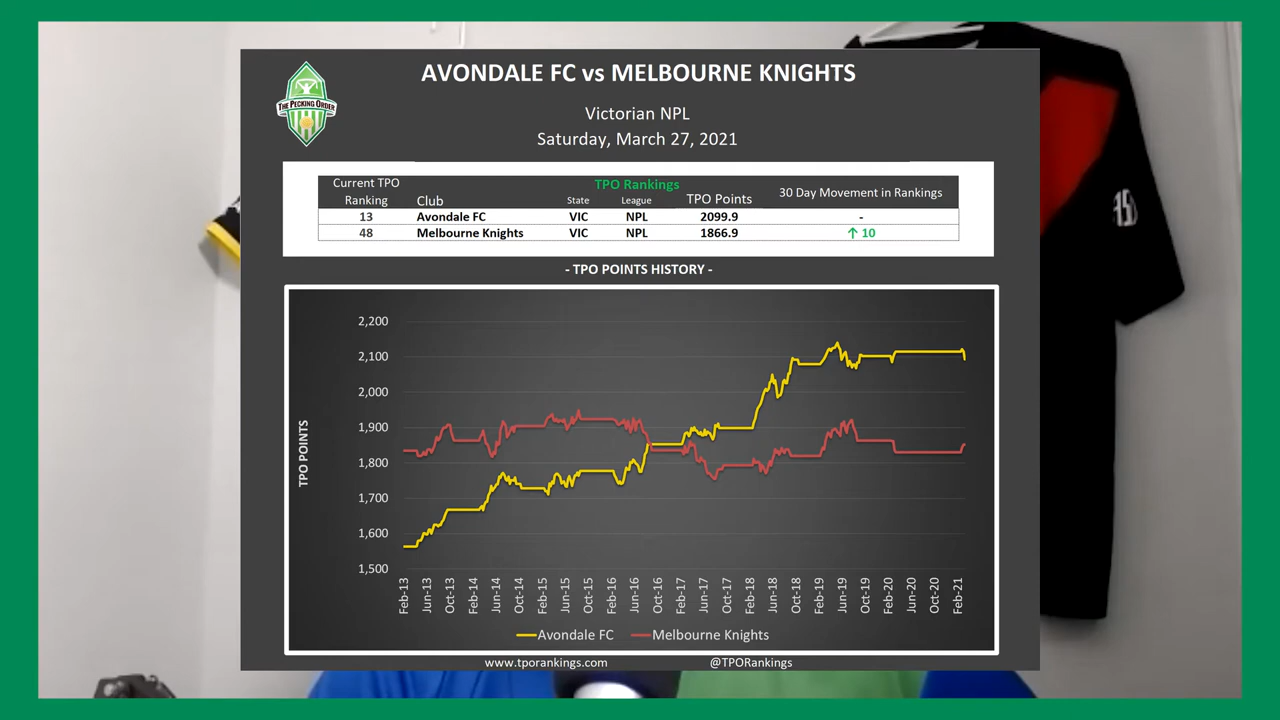 AVONDALE FC vs MELBOURNE KNIGHTS
THE PECKING ORDER
Victorian NPL
Saturday, March 27, 2021
Current TPO Ranking
Club
TPO Rankings
State
League
TPO Points
30 Day Movement in Rankings
13 Avondale FC VIC NPL 2099.9 -
48 Melbourne Knights VIC NPL 1866.9 ↑ 10
- TPO POINTS HISTORY -
TPO POINTS
2,200
2,100
2,000
1,900
1,800
1,700
1,600
1,500
Feb-13 Jun-13 Oct-13 Feb-14 Jun-14 Oct-14 Feb-15 Jun-15 Oct-15 Feb-16 Jun-16 Oct-16 Feb-17 Jun-17 Oct-17 Feb-18 Jun-18 Oct-18 Feb-19 Jun-19 Oct-19 Feb-20 Jun-20 Oct-20 Feb-21
Avondale FC Melbourne Knights
www.tporankings.com @TPORankings